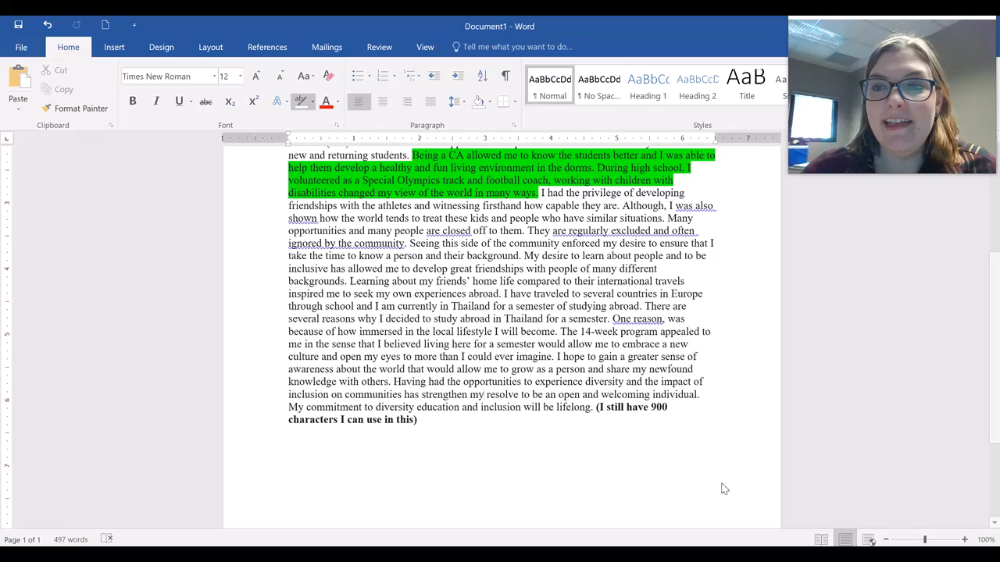 Document1 - Word
File Home Insert Design Layout References Mailings Review View Tell me what you want to do...
Paste
Cut
Copy
Format Painter
Clipboard
Times New Roman 12
Font
Paragraph
AaBbCcDd
¶ Normal
AaBbCcDd
¶ No Spac...
AaBbCc
Heading 1
AaBbCcD
Heading 2
AaB
Title
Styles
new and returning students. Being a CA allowed me to know the students better and I was able to
help them develop a healthy and fun living environment in the dorms. During high school, I
volunteered as a Special Olympics track and football coach, working with children with
disabilities changed my view of the world in many ways. I had the privilege of developing
friendships with the athletes and witnessing firsthand how capable they are. Although, I was also
shown how the world tends to treat these kids and people who have similar situations. Many
opportunities and many people are closed off to them. They are regularly excluded and often
ignored by the community. Seeing this side of the community enforced my desire to ensure that I
take the time to know a person and their background. My desire to learn about people and to be
inclusive has allowed me to develop great friendships with people of many different
backgrounds. Learning about my friends’ home life compared to their international travels
inspired me to seek my own experiences abroad. I have traveled to several countries in Europe
through school and I am currently in Thailand for a semester of studying abroad. There are
several reasons why I decided to study abroad in Thailand for a semester. One reason, was
because of how immersed in the local lifestyle I will become. The 14-week program appealed to
me in the sense that I believed living here for a semester would allow me to embrace a new
culture and open my eyes to more than I could ever imagine. I hope to gain a greater sense of
awareness about the world that would allow me to grow as a person and share my newfound
knowledge with others. Having had the opportunities to experience diversity and the impact of
inclusion on communities has strengthen my resolve to be an open and welcoming individual.
My commitment to diversity education and inclusion will be lifelong. (I still have 900
characters I can use in this)
Page 1 of 1 497 words 100%